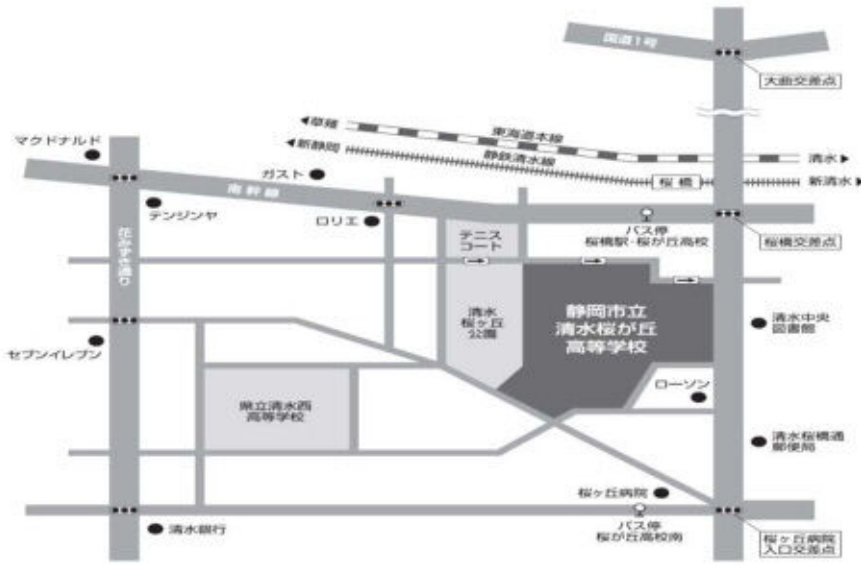 国道1号
大曲交差点
◀草薙
東海道本線
清水▶
◀新静岡
静鉄清水線
桜橋
新清水▶
マクドナルド
ガスト
南幹線
テンジンヤ
ロリエ
テニス
コート
バス停
桜橋駅・桜が丘高校
桜橋交差点
花みずき通り
清水
桜ヶ丘
公園
静岡市立
清水桜が丘
高等学校
清水中央
図書館
セブンイレブン
ローソン
県立清水西
高等学校
清水桜橋通
郵便局
桜ヶ丘病院
清水銀行
バス停
桜が丘高校南
桜ヶ丘病院
入口交差点